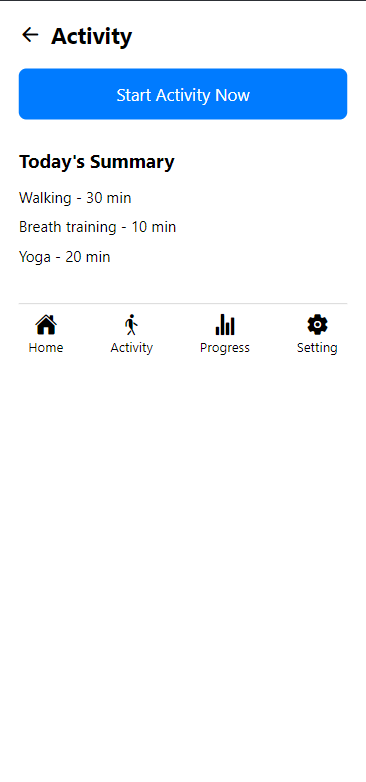 Activity
Start Activity Now
Today's Summary
Walking - 30 min
Breath training - 10 min
Yoga - 20 min
Home Activity Progress Setting